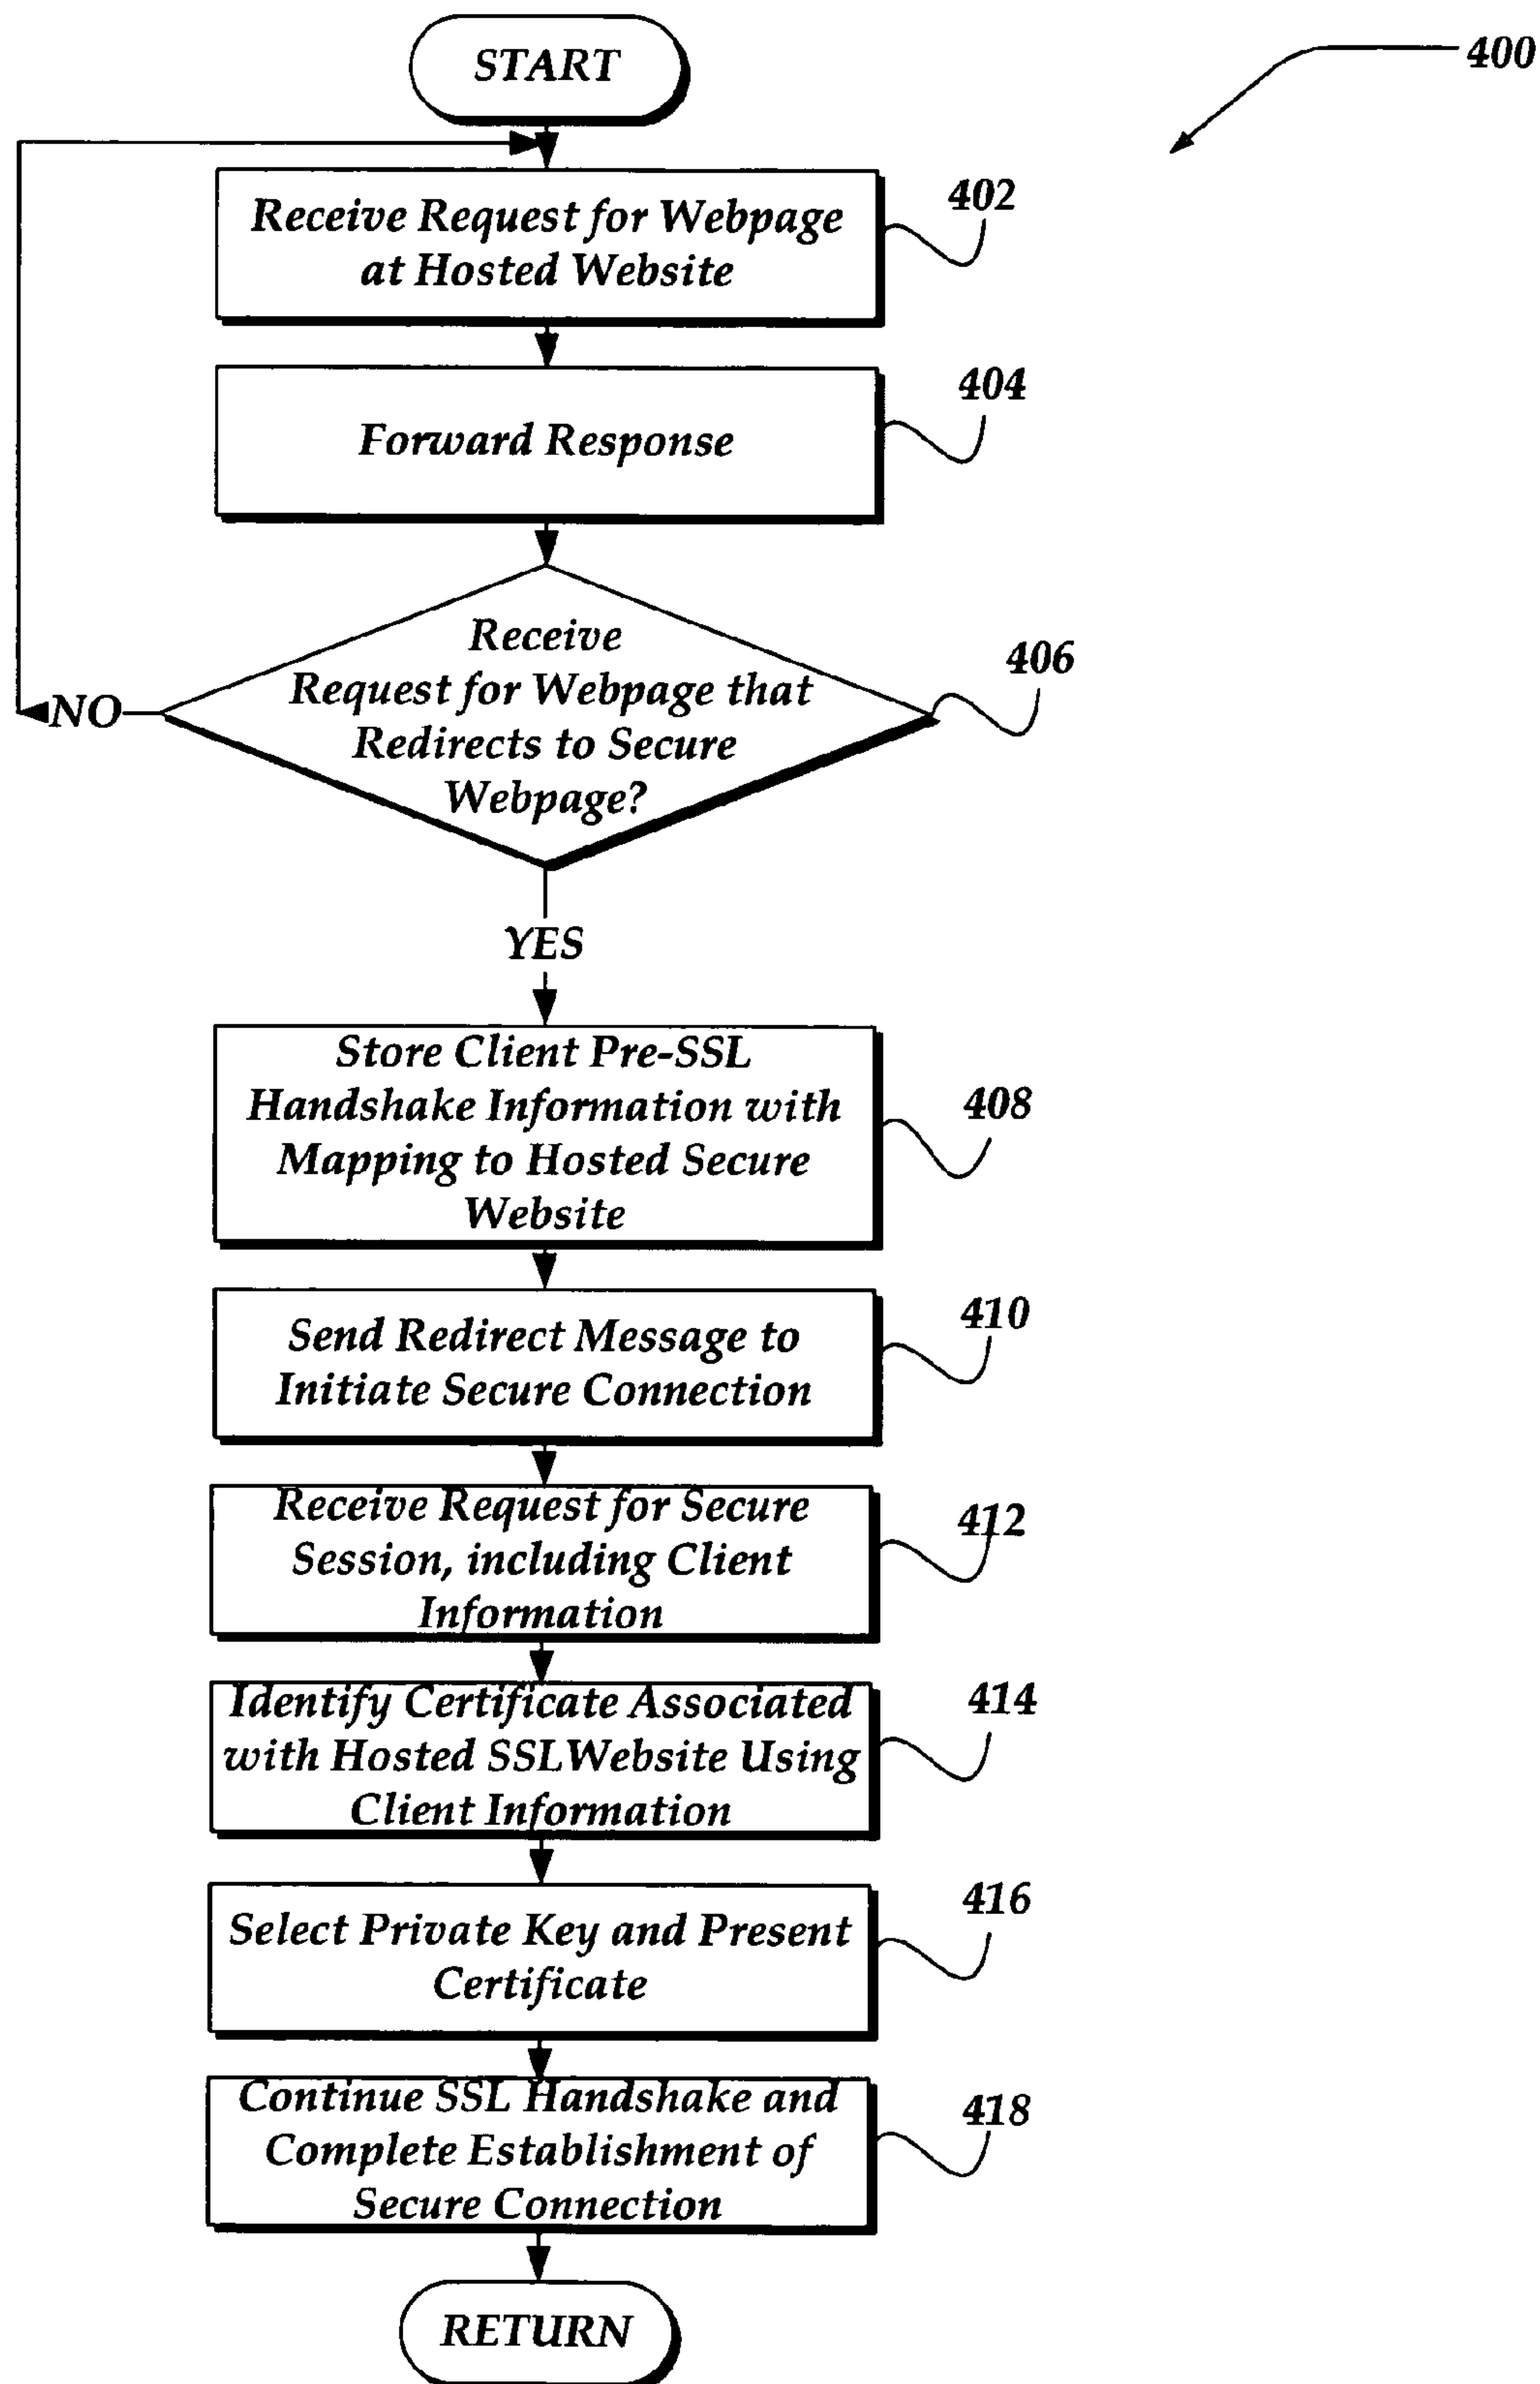 START
400
Receive Request for Webpage
at Hosted Website
402
Forward Response
404
Receive
Request for Webpage that
Redirects to Secure
Webpage?
406
NO
YES
Store Client Pre-SSL
Handshake Information with
Mapping to Hosted Secure
Website
408
Send Redirect Message to
Initiate Secure Connection
410
Receive Request for Secure
Session, including Client
Information
412
Identify Certificate Associated
with Hosted SSL Website Using
Client Information
414
Select Private Key and Present
Certificate
416
Continue SSL Handshake and
Complete Establishment of
Secure Connection
418
RETURN